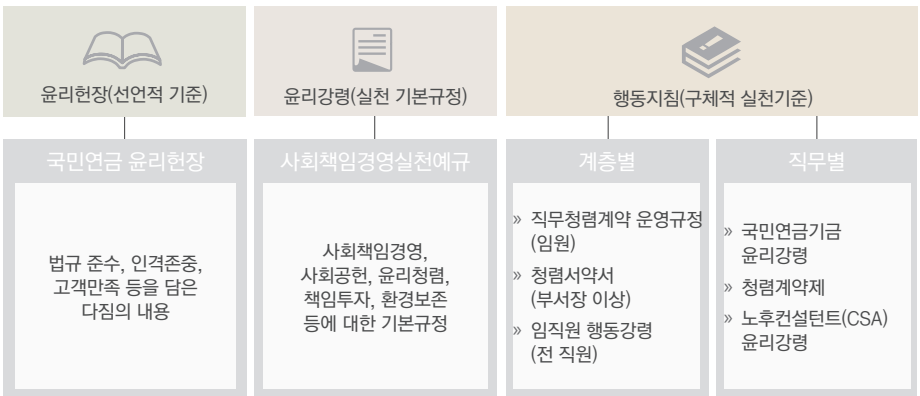 윤리헌장(선언적 기준)
윤리강령(실천 기본규정)
행동지침(구체적 실천기준)
국민연금 윤리헌장
사회책임경영실천예규
계층별
직무별
법규 준수, 인격존중,
고객만족 등을 담은
다짐의 내용
사회책임경영,
사회공헌, 윤리청렴,
책임투자, 환경보존
등에 대한 기본규정
» 직무청렴계약 운영규정
(임원)
» 청렴서약서
(부서장 이상)
» 임직원 행동강령
(전 직원)
» 국민연금기금
윤리강령
» 청렴계약제
» 노후컨설턴트(CSA)
윤리강령